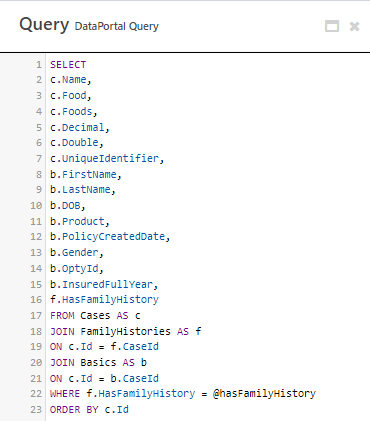 Query DataPortal Query
1 SELECT
2 c.Name,
3 c.Food,
4 c.Foods,
5 c.Decimal,
6 c.Double,
7 c.UniqueIdentifier,
8 b.FirstName,
9 b.LastName,
10 b.DOB,
11 b.Product,
12 b.PolicyCreatedDate,
13 b.Gender,
14 b.OptyId,
15 b.InsuredFullYear,
16 f.HasFamilyHistory
17 FROM Cases AS c
18 JOIN FamilyHistories AS f
19 ON c.Id = f.CaseId
20 JOIN Basics AS b
21 ON c.Id = b.CaseId
22 WHERE f.HasFamilyHistory = @hasFamilyHistory
23 ORDER BY c.Id